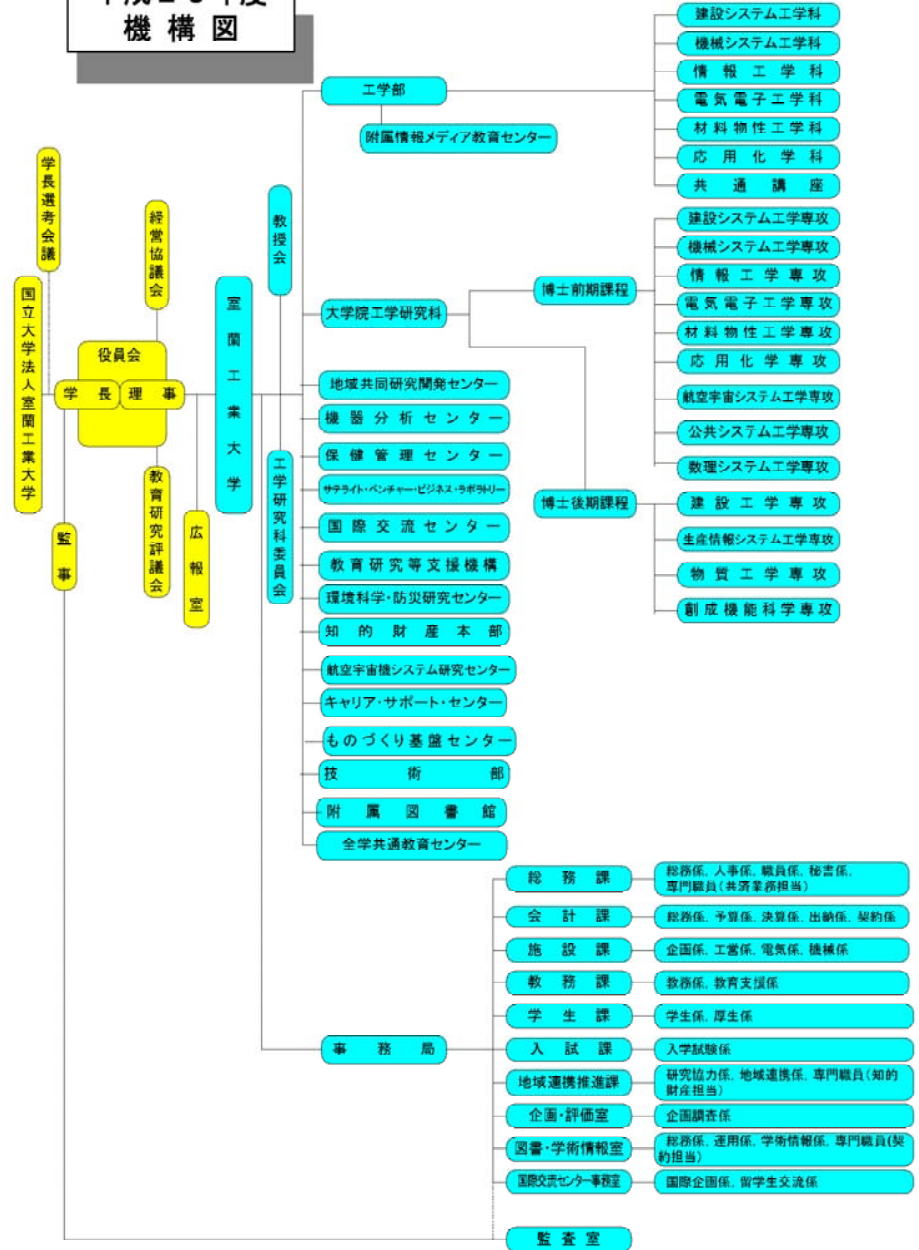 機構図
学長選考会議
国立大学法人室蘭工業大学
経営協議会
役員会
学長
理事
教育研究評議会
監事
広報室
室蘭工業大学
教授会
工学研究科委員会
工学部
附属情報メディア教育センター
建設システム工学科
機械システム工学科
情報工学科
電気電子工学科
材料物性工学科
応用化学科
共通講座
大学院工学研究科
博士前期課程
建設システム工学専攻
機械システム工学専攻
情報工学専攻
電気電子工学専攻
材料物性工学専攻
応用化学専攻
航空宇宙システム工学専攻
公共システム工学専攻
数理システム工学専攻
博士後期課程
建設工学専攻
生産情報システム工学専攻
物質工学専攻
創成機能科学専攻
地域共同研究開発センター
機器分析センター
保健管理センター
サテライト・ベンチャー・ビジネス・ラボラトリー
国際交流センター
教育研究等支援機構
環境科学・防災研究センター
知的財産本部
航空宇宙機システム研究センター
キャリア・サポート・センター
ものづくり基盤センター
技術部
附属図書館
全学共通教育センター
事務局
総務課
総務係, 人事係, 職員係, 秘書係,
専門職員(共済業務担当)
会計課
総務係, 予算係, 決算係, 出納係, 契約係
施設課
企画係, 工営係, 電気係, 機械係
教務課
教務係, 教育支援係
学生課
学生係, 厚生係
入試課
入学試験係
地域連携推進課
研究協力係, 地域連携係, 専門職員(知的
財産担当)
企画・評価室
企画調査係
図書・学術情報室
総務係, 運用係, 学術情報係, 専門職員(契
約担当)
国際交流センター事務室
国際企画係, 留学生交流係
監査室